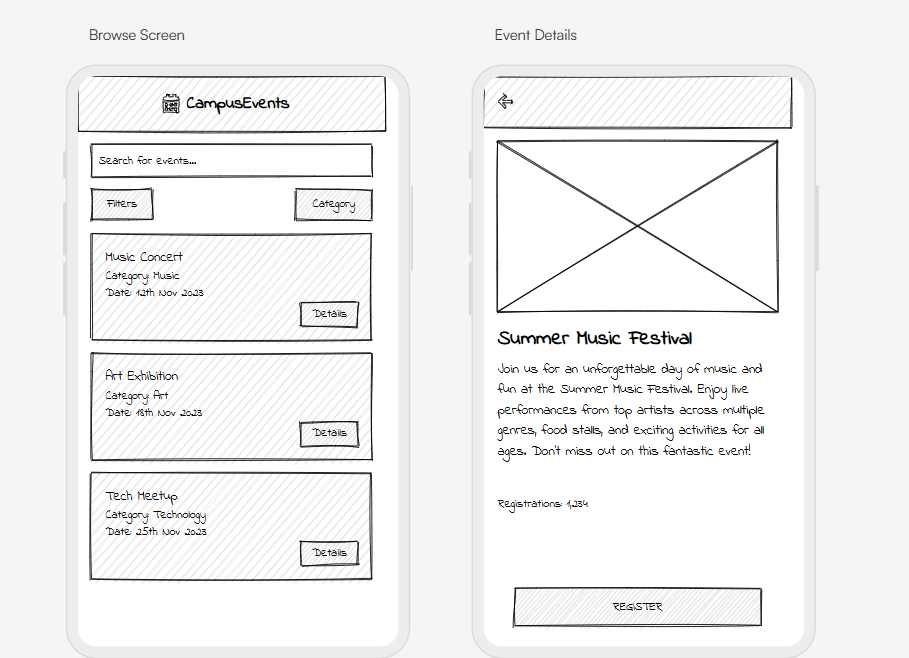 Browse Screen
CampusEvents
Search for events...
Filters
Category
Music Concert
Category: Music
Date: 12th Nov 2023
Details
Art Exhibition
Category: Art
Date: 18th Nov 2023
Details
Tech Meetup
Category: Technology
Date: 25th Nov 2023
Details
Event Details
Summer Music Festival
Join us for an unforgettable day of music and
fun at the Summer Music Festival. Enjoy live
performances from top artists across multiple
genres, food stalls, and exciting activities for all
ages. Don't miss out on this fantastic event!
Registrations: 1,234
REGISTER